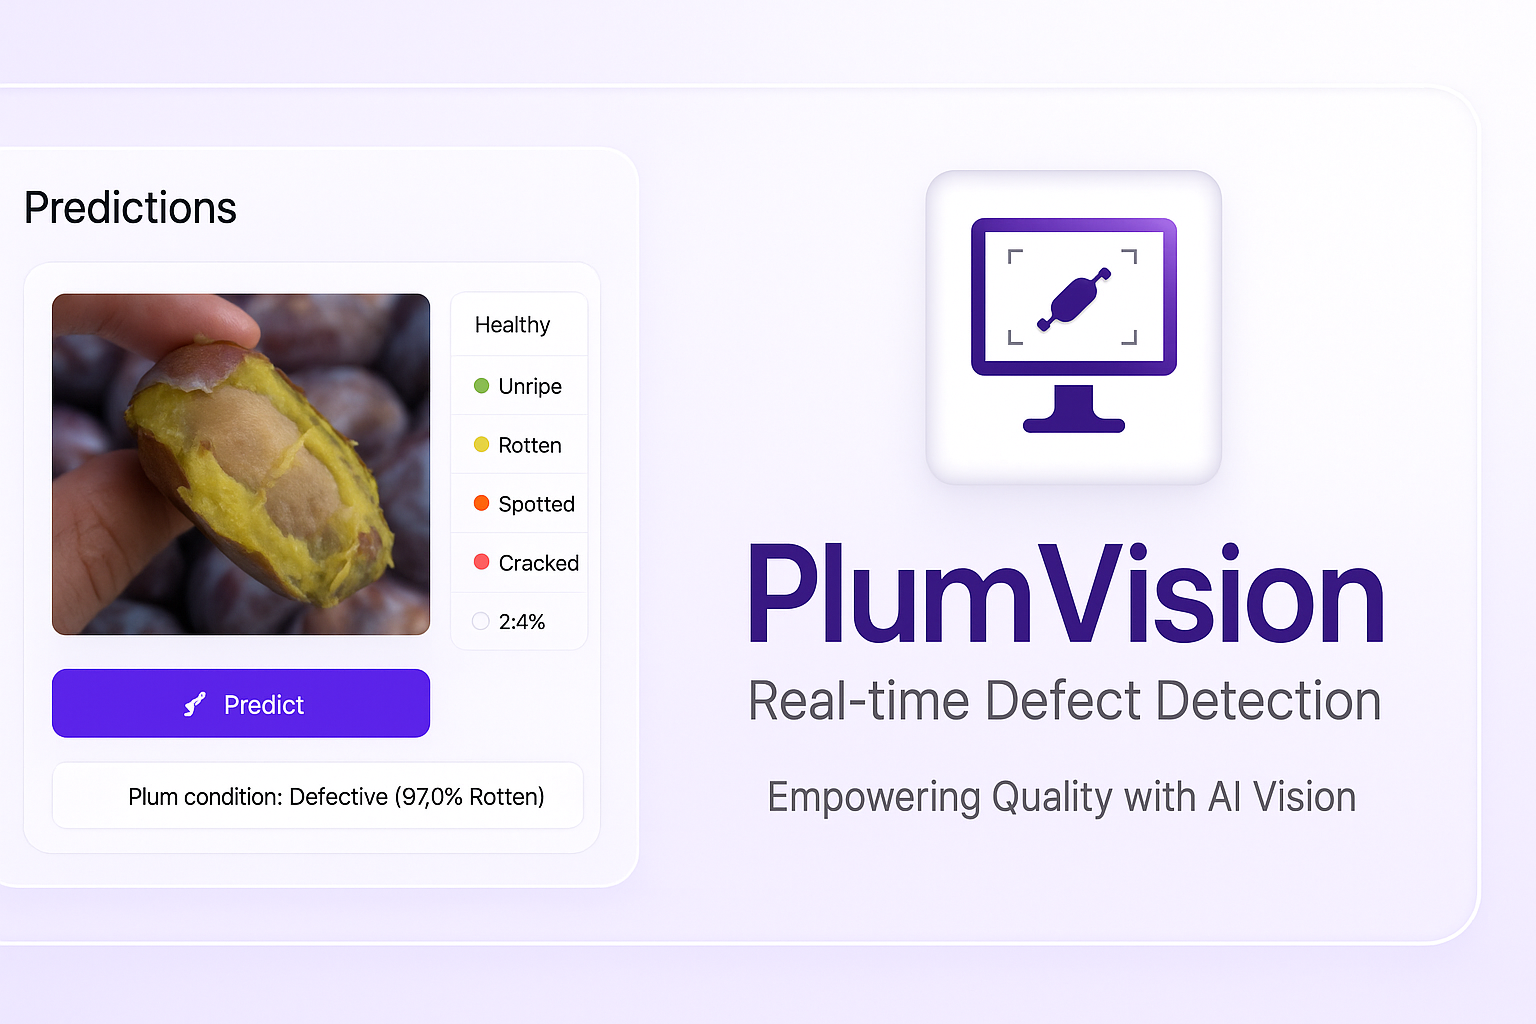 Predictions
Healthy
Unripe
Rotten
Spotted
Cracked
2:4%
Predict
Plum condition: Defective (97,0% Rotten)
PlumVision
Real-time Defect Detection
Empowering Quality with AI Vision